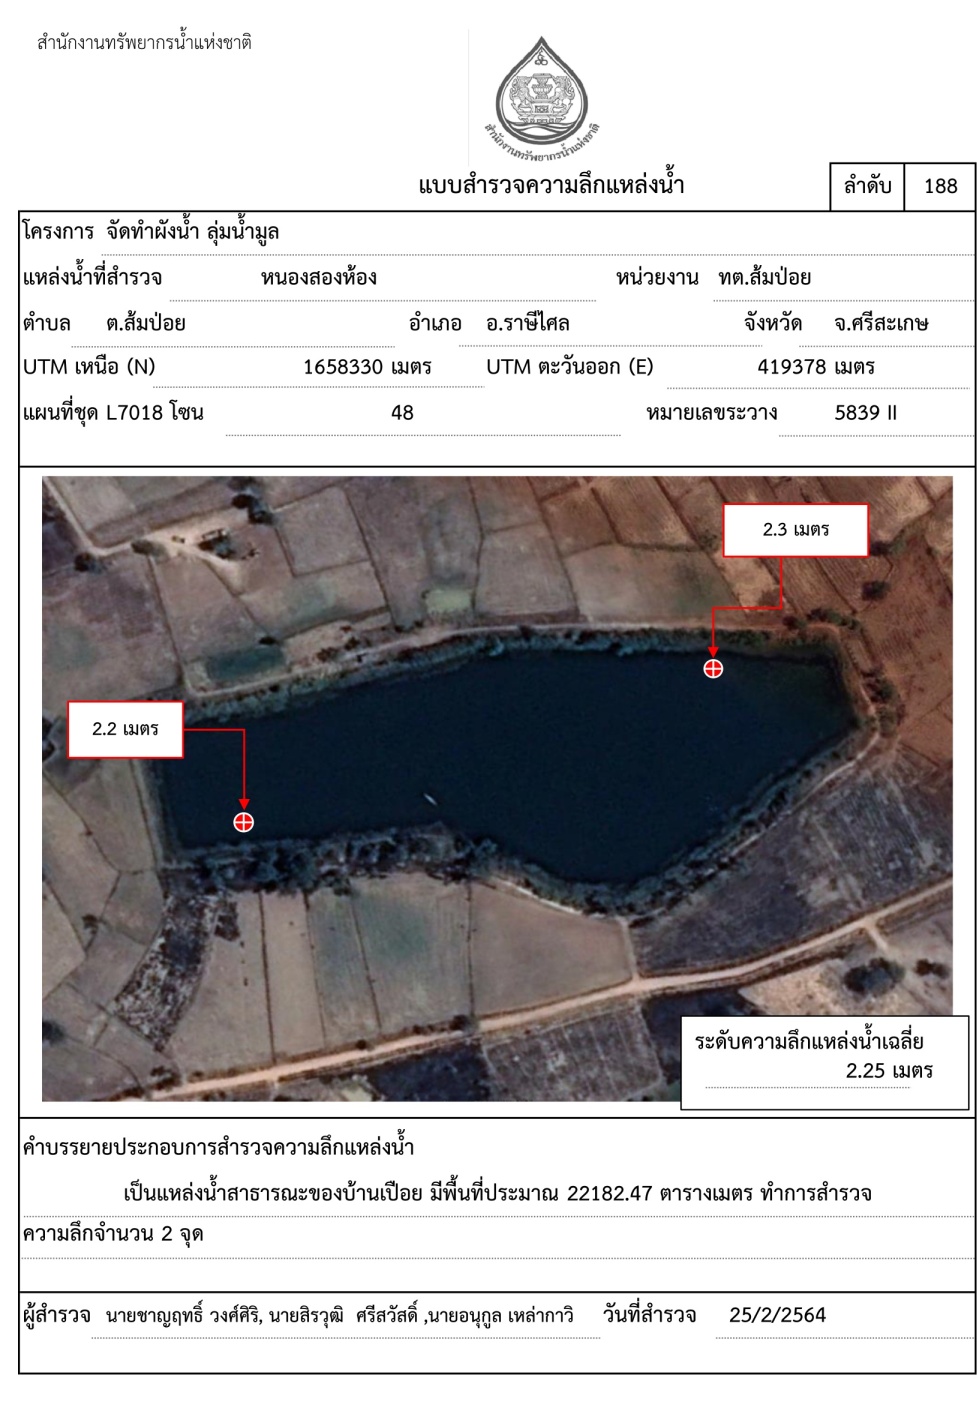 สำนักงานทรัพยากรน้ำแห่งชาติ
สำนักงานทรัพยากรน้ำแห่งชาติ
แบบสำรวจความลึกแหล่งน้ำ
ลำดับ 188
โครงการ จัดทำผังน้ำ ลุ่มน้ำมูล
แหล่งน้ำที่สำรวจ หนองสองห้อง หน่วยงาน ทต.ส้มป่อย
ตำบล ต.ส้มป่อย อำเภอ อ.ราษีไศล จังหวัด จ.ศรีสะเกษ
UTM เหนือ (N) 1658330 เมตร UTM ตะวันออก (E) 419378 เมตร
แผนที่ชุด L7018 โซน 48 หมายเลขระวาง 5839 II
2.3 เมตร
2.2 เมตร
ระดับความลึกแหล่งน้ำเฉลี่ย
2.25 เมตร
คำบรรยายประกอบการสำรวจความลึกแหล่งน้ำ
เป็นแหล่งน้ำสาธารณะของบ้านเปือย มีพื้นที่ประมาณ 22182.47 ตารางเมตร ทำการสำรวจ
ความลึกจำนวน 2 จุด
ผู้สำรวจ นายชาญฤทธิ์ วงศ์ศิริ, นายสิรวุฒิ ศรีสวัสดิ์ ,นายอนุกูล เหล่ากาวิ วันที่สำรวจ 25/2/2564